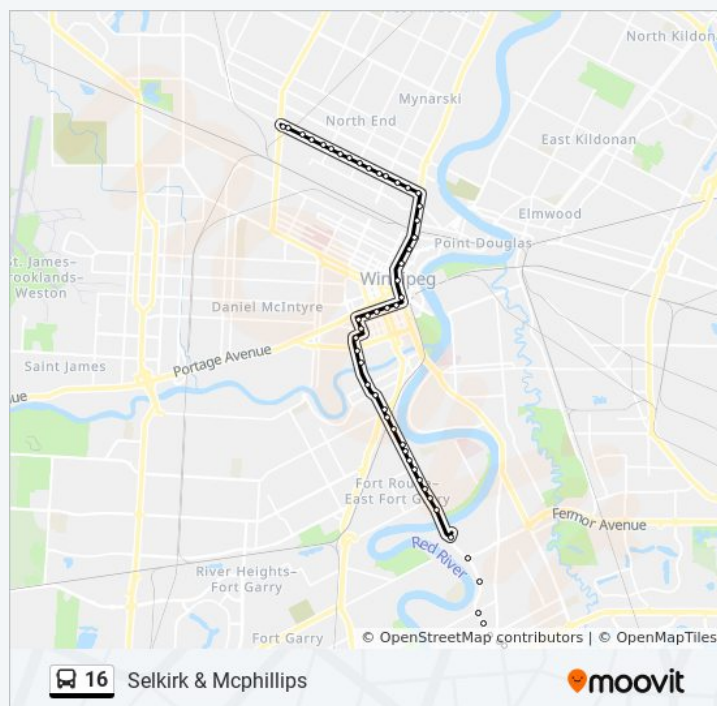 North Kildona
Mynarski
North End
East Kildonan
Elmwood
Point Douglas
St. James–
rooklands–
Weston
Winnipeg
Daniel McIntyre
Portage Avenue
Saint James
ue
Fort Rouge–
East Fort Garry
Fermor Avenue
Red River
River Heights–
Fort Garry
Fort Garry
© OpenStreetMap contributors | © OpenMapTiles
16 Selkirk & Mcphillips
moovit